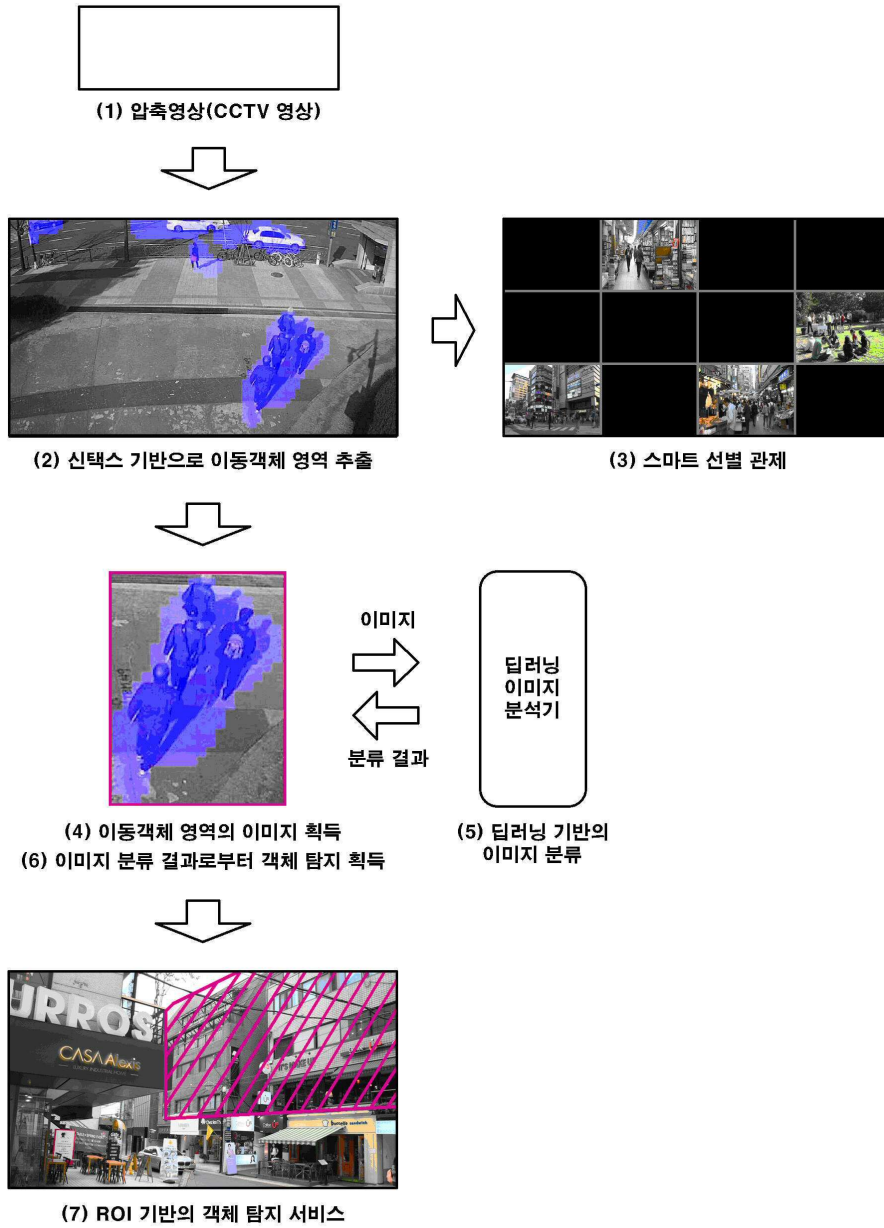 (1) 압축영상(CCTV 영상)
(2) 신택스 기반으로 이동객체 영역 추출
(3) 스마트 선별 관제
이미지
분류 결과
딥러닝
이미지
분석기
(4) 이동객체 영역의 이미지 획득
(6) 이미지 분류 결과로부터 객체 탐지 획득
(5) 딥러닝 기반의
이미지 분류
URROS
CASA Alexis
(7) ROI 기반의 객체 탐지 서비스